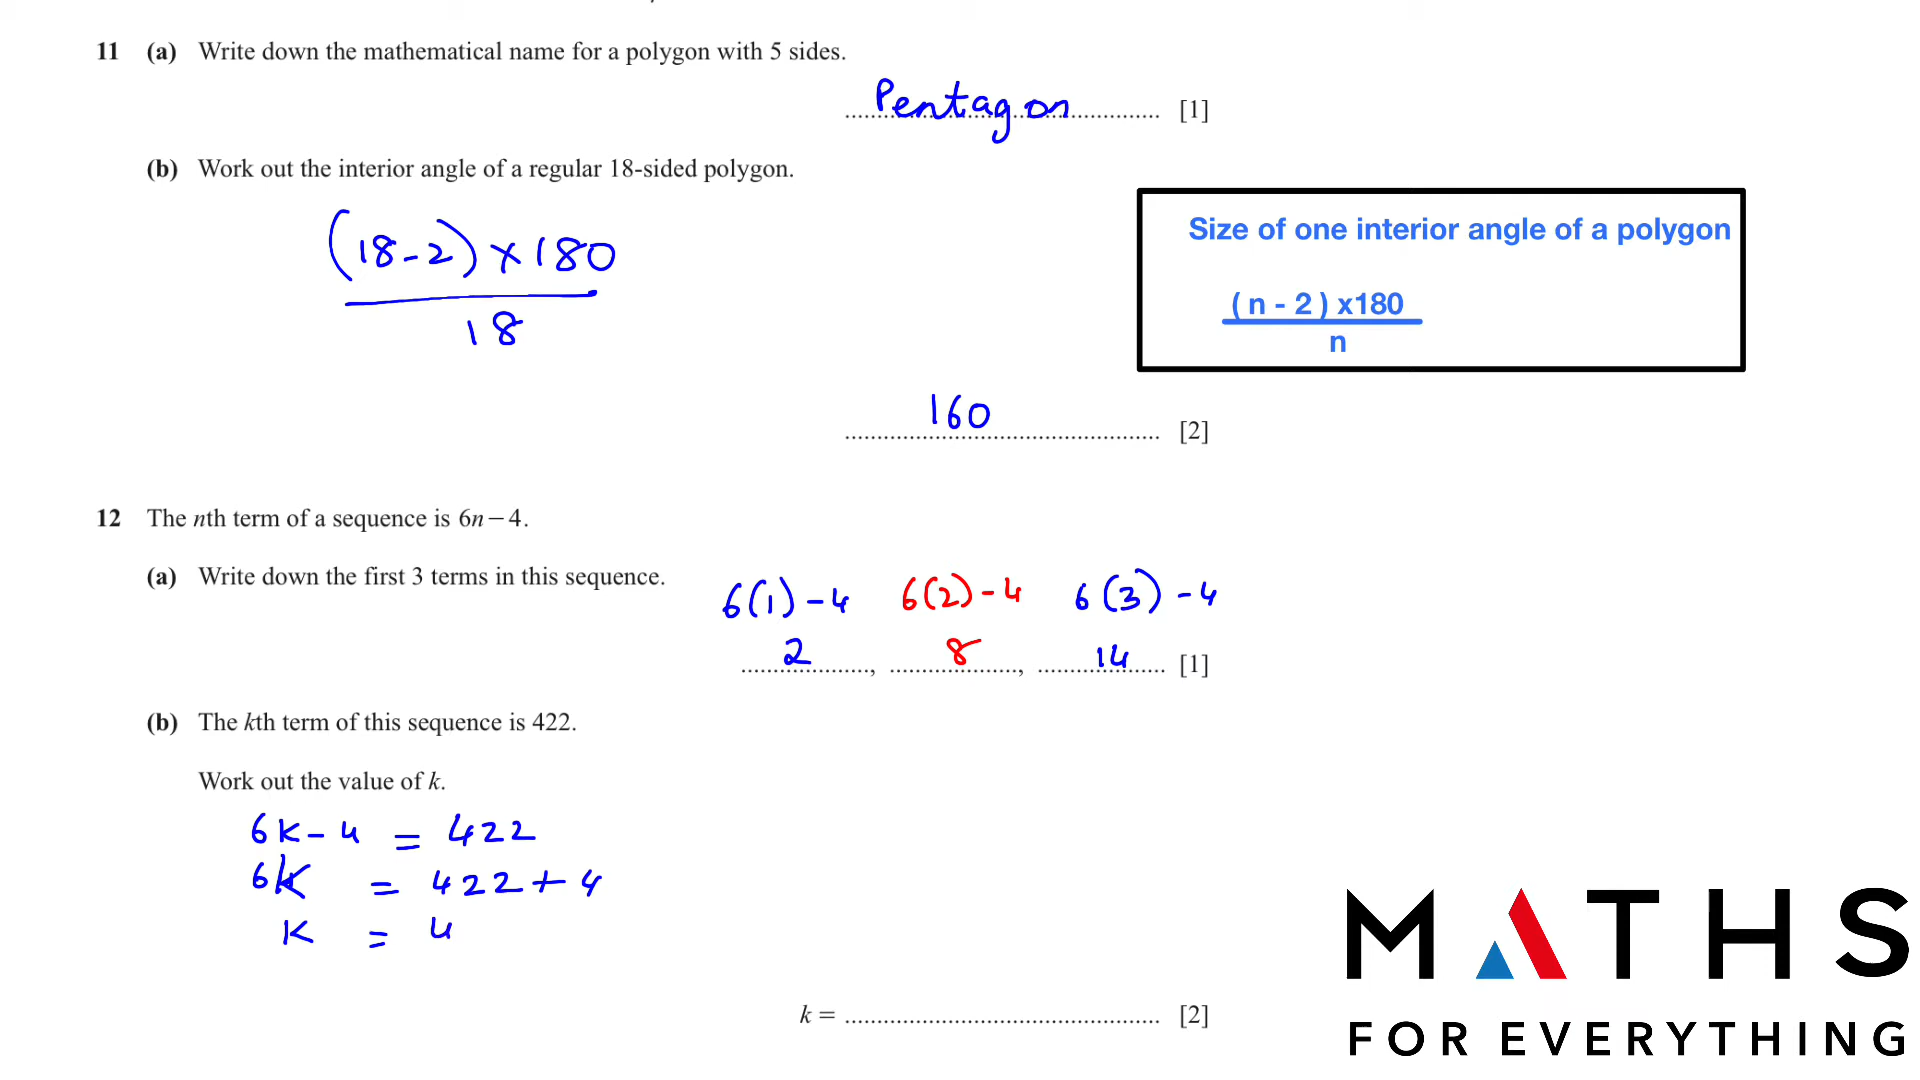 11 (a) Write down the mathematical name for a polygon with 5 sides.
Pentagon [1]
(b) Work out the interior angle of a regular 18-sided polygon.
(18-2) × 180
18
Size of one interior angle of a polygon
( n - 2 ) x180
n
160 [2]
12 The nth term of a sequence is 6n − 4.
(a) Write down the first 3 terms in this sequence.
6(1) - 4 6(2) - 4 6(3) - 4
2, 8, 14 [1]
(b) The kth term of this sequence is 422.
Work out the value of k.
6K - 4 = 422
6K = 422 + 4
K = 4
k = [2]
MATHS
FOR EVERYTHING